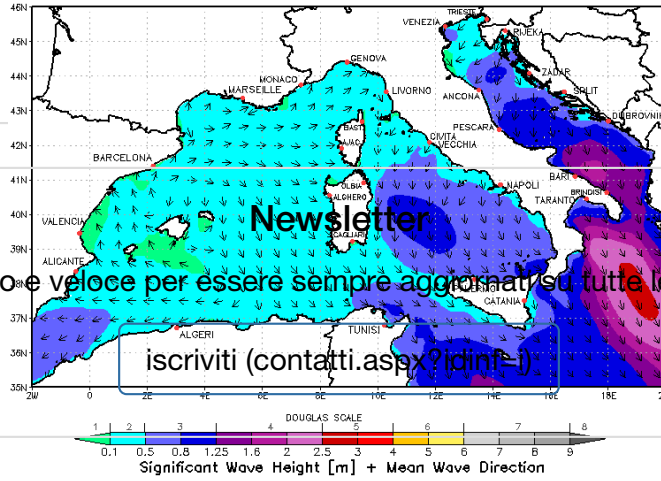 46N
TRIESTE
VENEZIA
RIJEKA
45N
GENOVA
44N
ZADAR
MONACO
MARSEILLE
LIVORNO
ANCONA
SPLIT
43N
DUBROVNIK
PESCARA
42N
CIVITA
VECCHIA
BARCELONA
BARI
41N
OLBIA
ALGHERO
NAPOLI
BRINDISI
TARANTO
40N
Newsletter
VALENCIA
CAGLIARI
39N
ALICANTE
o e veloce per essere sempre aggiornati su tutte le
38N
CATANIA
37N
ALGERI
TUNISI
36N
iscriviti (contatti.aspx?idinf=i)
35N
2W 0 2E 4E 6E 8E 10E 12E 14E 16E 18E
DOUGLAS SCALE
1 2 3 4 5 6 7 8
0.1 0.5 0.8 1.25 1.6 2 2.5 3 4 5 6 7 8 9
Significant Wave Height [m] + Mean Wave Direction